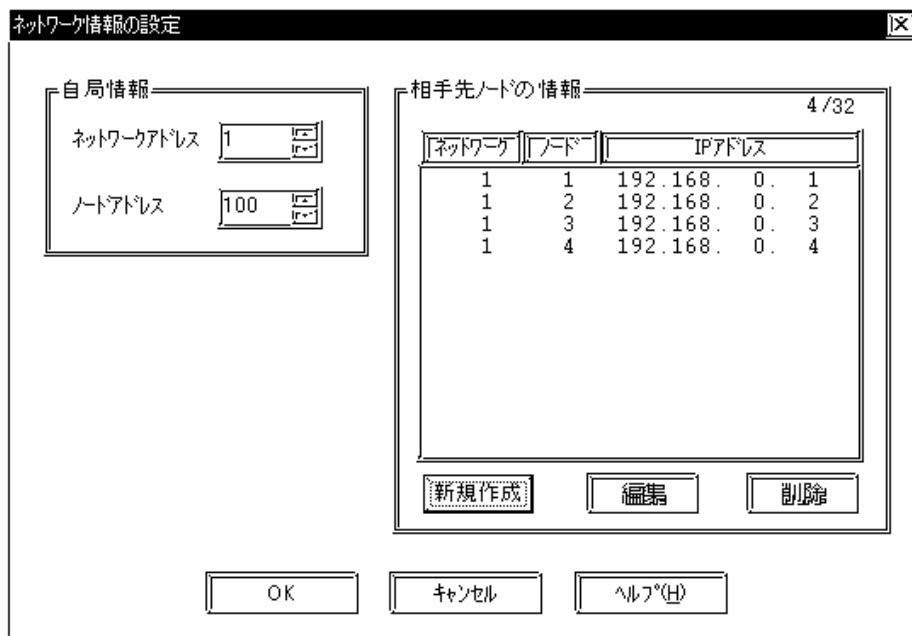 ネットワーク情報の設定
自局情報
ネットワークアドレス 1
ノードアドレス 100
相手先ノードの情報
4/32
ネットワーク ノード IPアドレス
1 1 192.168. 0. 1
1 2 192.168. 0. 2
1 3 192.168. 0. 3
1 4 192.168. 0. 4
新規作成 編集 削除
OK キャンセル ヘルプ(H)